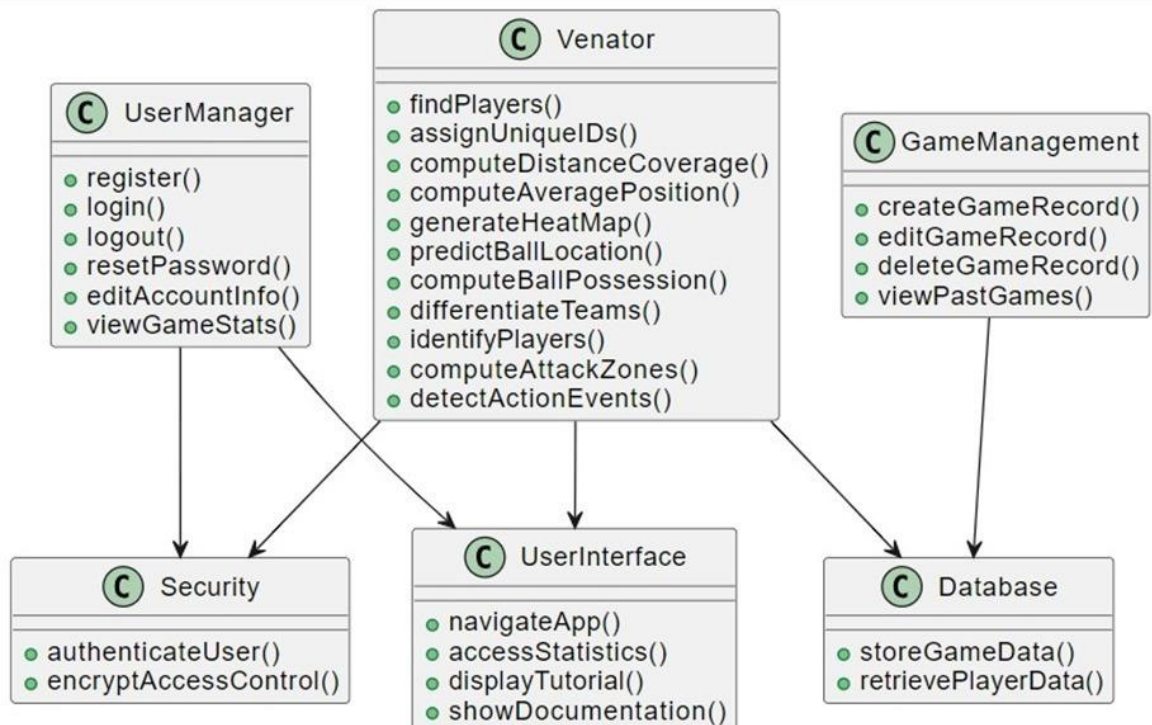 C Venator
findPlayers()
assignUniqueIDs()
computeDistanceCoverage()
computeAveragePosition()
generateHeatMap()
predictBallLocation()
computeBallPossession()
differentiateTeams()
identifyPlayers()
computeAttackZones()
detectActionEvents()
C UserManager
register()
login()
logout()
resetPassword()
editAccountInfo()
viewGameStats()
C GameManagement
createGameRecord()
editGameRecord()
deleteGameRecord()
viewPastGames()
C Security
authenticateUser()
encryptAccessControl()
C UserInterface
navigateApp()
accessStatistics()
displayTutorial()
showDocumentation()
C Database
storeGameData()
retrievePlayerData()